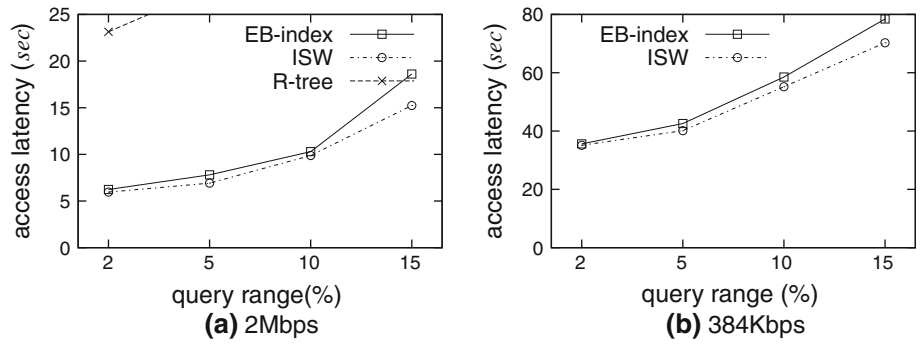 access latency (sec)
25
20
15
10
5
0
EB-index
ISW
R-tree
2
5
10
15
query range(%)
(a) 2Mbps
access latency (sec)
80
60
40
20
0
EB-index
ISW
2
5
10
15
query range (%)
(b) 384Kbps